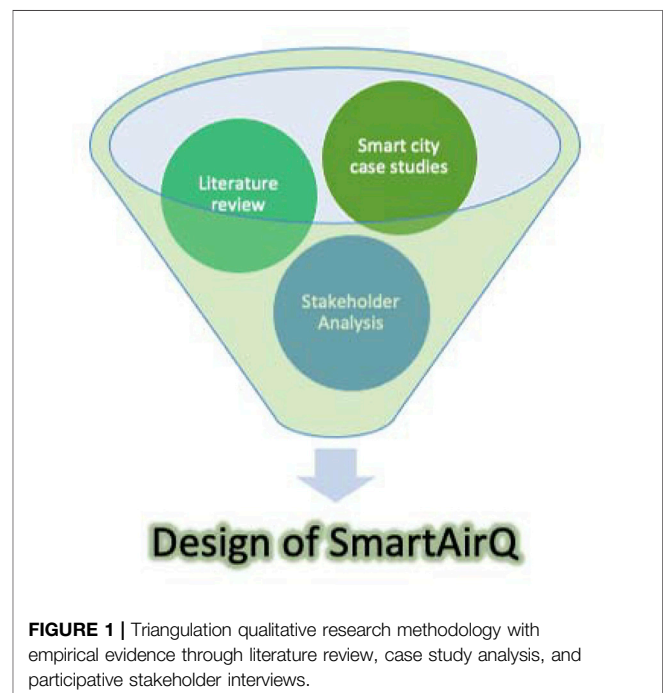 Smart city
case studies
Literature
review
Stakeholder
Analysis
Design of SmartAirQ
FIGURE 1 | Triangulation qualitative research methodology with
empirical evidence through literature review, case study analysis, and
participative stakeholder interviews.